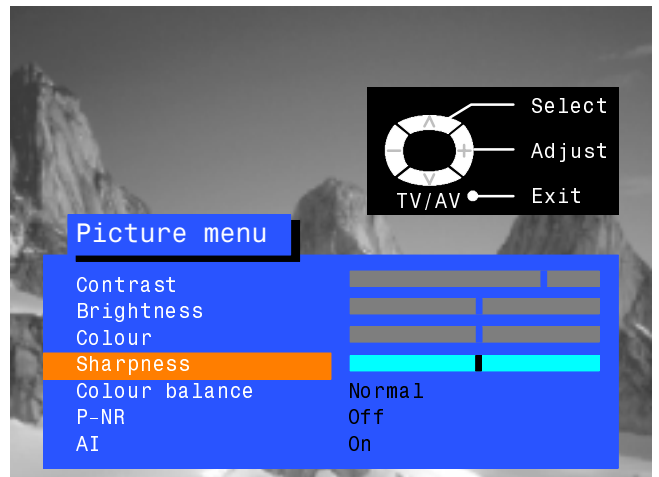 Select
Adjust
TV/AV Exit
Picture menu
Contrast
Brightness
Colour
Sharpness
Colour balance Normal
P-NR Off
AI On